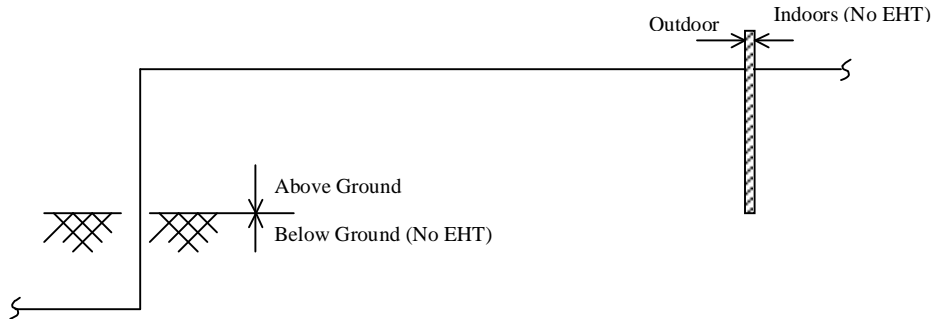 Outdoor
Indoors (No EHT)
Above Ground
Below Ground (No EHT)